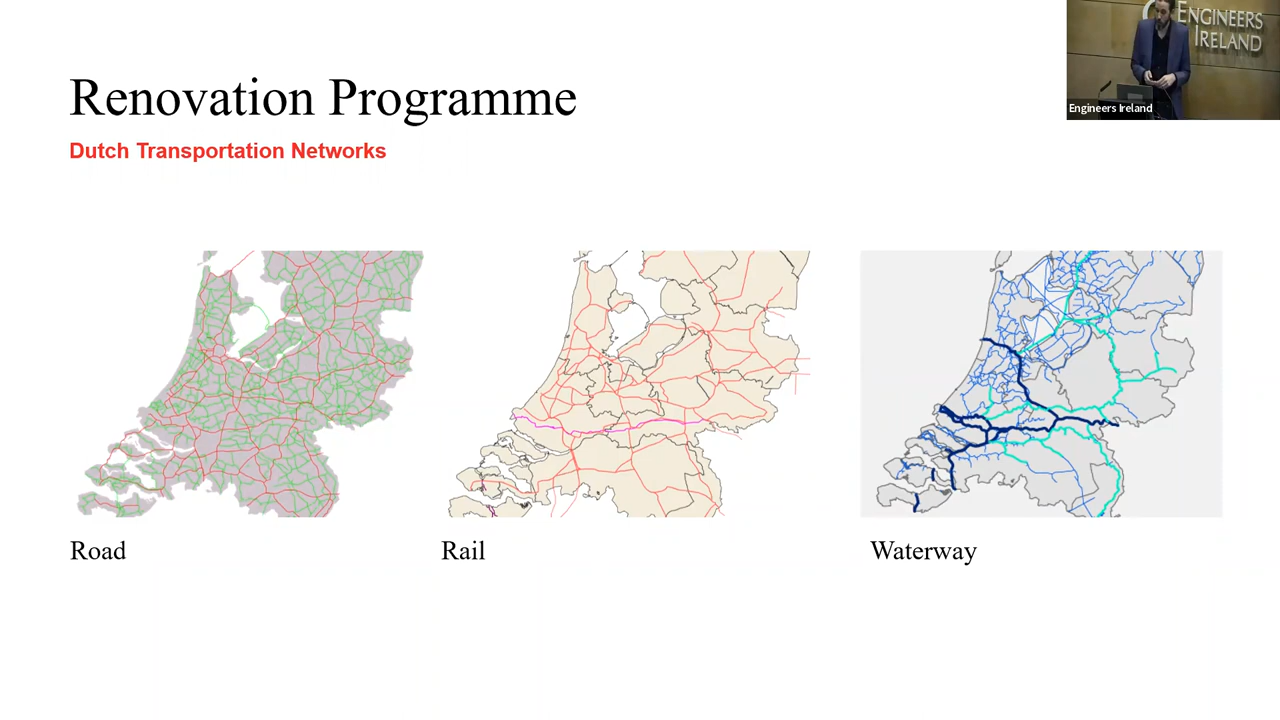 Renovation Programme
Dutch Transportation Networks
ENGINEERS
IRELAND
Engineers Ireland
Road
Rail
Waterway